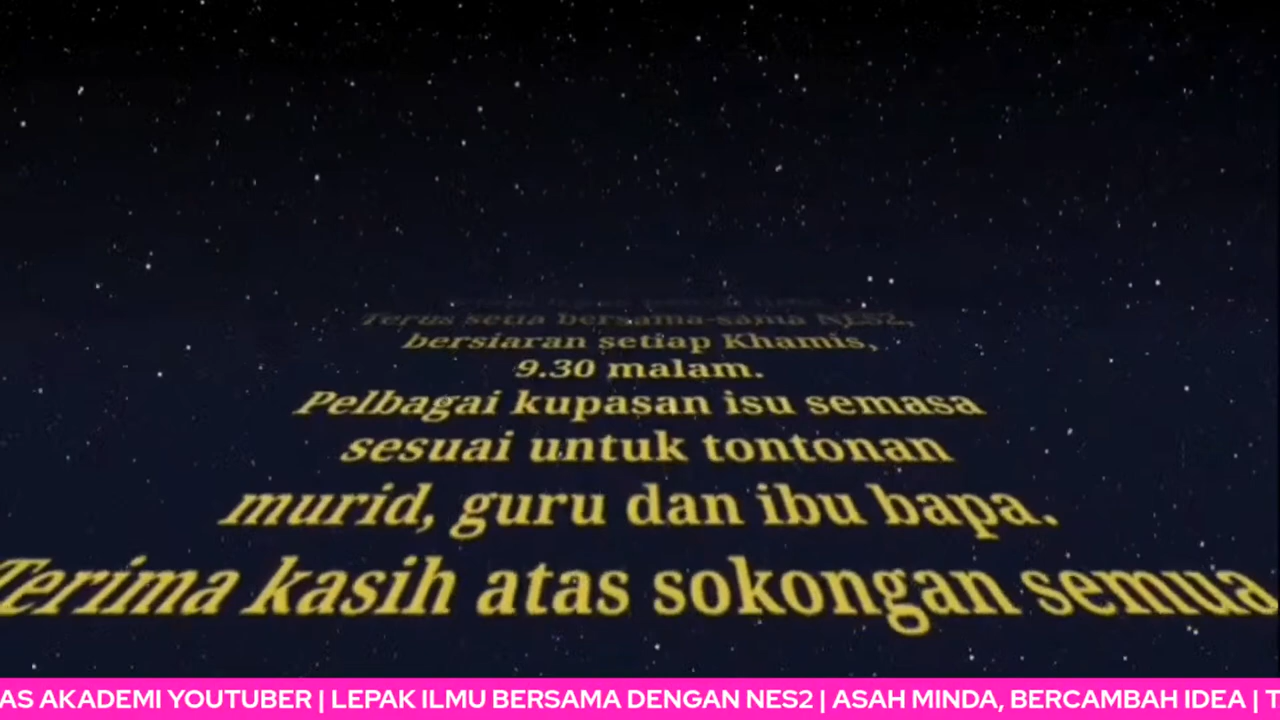 Terus setia bersama-sama NES2,
bersiaran setiap Khamis,
9.30 malam.
Pelbagai kupasan isu semasa
sesuai untuk tontonan
murid, guru dan ibu bapa.
Terima kasih atas sokongan semua
AS AKADEMI YOUTUBER | LEPAK ILMU BERSAMA DENGAN NES2 | ASAH MINDA, BERCAMBAH IDEA | T